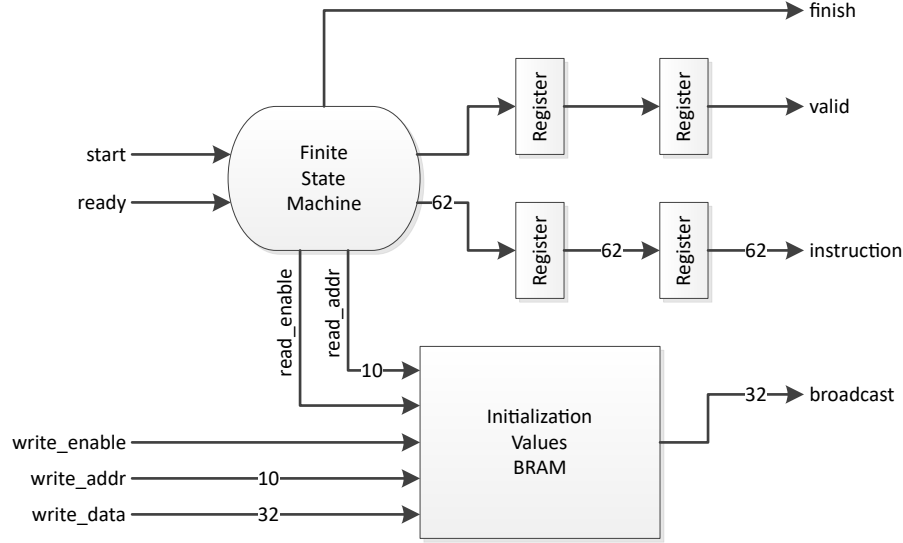 finish
Register
Register
valid
start
Finite
State
Machine
ready
62
Register
62
Register
62
instruction
read_enable
read_addr
10
Initialization
Values
BRAM
32
broadcast
write_enable
write_addr
10
write_data
32